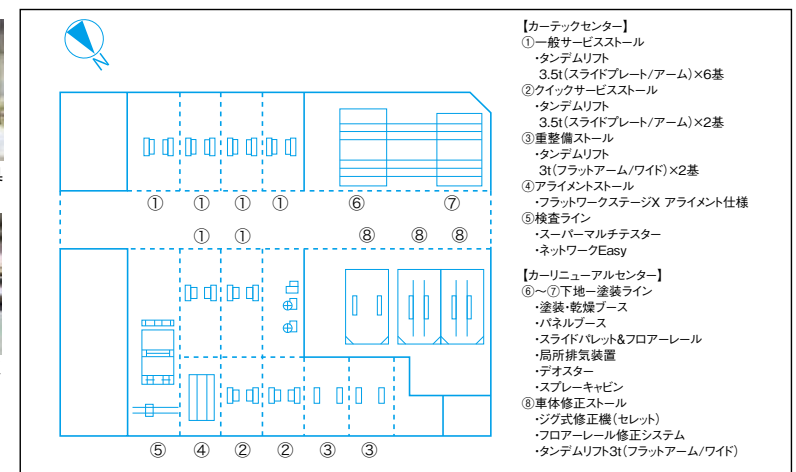 N
① ① ① ① ⑥ ⑦
① ① ⑧ ⑧ ⑧
⑤ ④ ② ② ③ ③
【カーテックセンター】
①一般サービスストール
・タンデムリフト
3.5t(スライドプレート/アーム)×6基
②クイックサービスストール
・タンデムリフト
3.5t(スライドプレート/アーム)×2基
③重整備ストール
・タンデムリフト
3t(フラットアーム/ワイド)×2基
④アライメントストール
・フラットワークステージX アライメント仕様
⑤検査ライン
・スーパーマルチテスター
・ネットワークEasy
【カーリニューアルセンター】
⑥〜⑦下地ー塗装ライン
・塗装・乾燥ブース
・パネルブース
・スライドパレット&フロアーレール
・局所排気装置
・デオスター
・スプレーキャビン
⑧車体修正ストール
・ジグ式修正機(セレット)
・フロアーレール修正システム
・タンデムリフト3t(フラットアーム/ワイド)